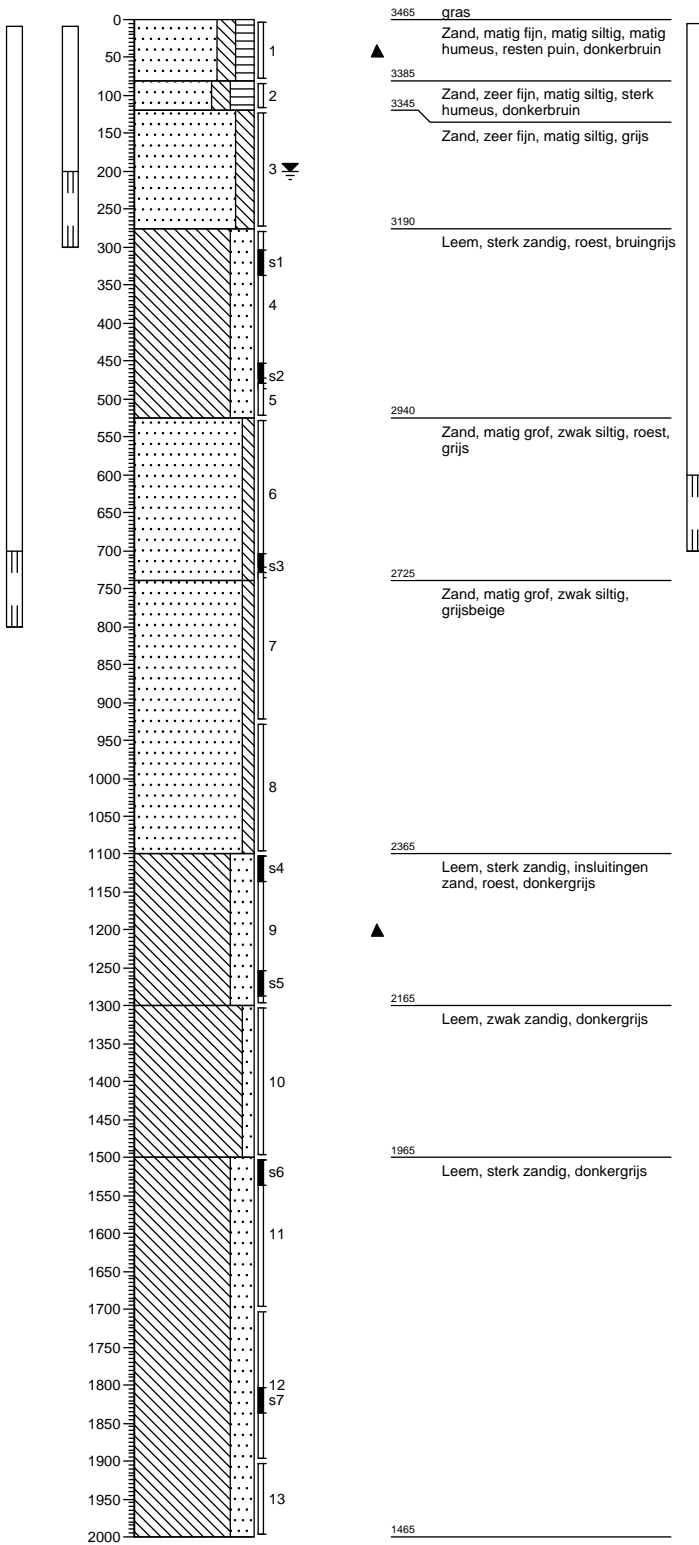 0
50
100
150
200
250
300
350
400
450
500
550
600
650
700
750
800
850
900
950
1000
1050
1100
1150
1200
1250
1300
1350
1400
1450
1500
1550
1600
1650
1700
1750
1800
1850
1900
1950
2000
1
2
3
s1
4
s2
5
6
s3
7
8
s4
9
s5
10
s6
11
12
s7
13
3465 gras
Zand, matig fijn, matig siltig, matig
humeus, resten puin, donkerbruin
3385
Zand, zeer fijn, matig siltig, sterk
humeus, donkerbruin
3345
Zand, zeer fijn, matig siltig, grijs
3190
Leem, sterk zandig, roest, bruingrijs
2940
Zand, matig grof, zwak siltig, roest,
grijs
2725
Zand, matig grof, zwak siltig,
grijsbeige
2365
Leem, sterk zandig, insluitingen
zand, roest, donkergrijs
2165
Leem, zwak zandig, donkergrijs
1965
Leem, sterk zandig, donkergrijs
1465